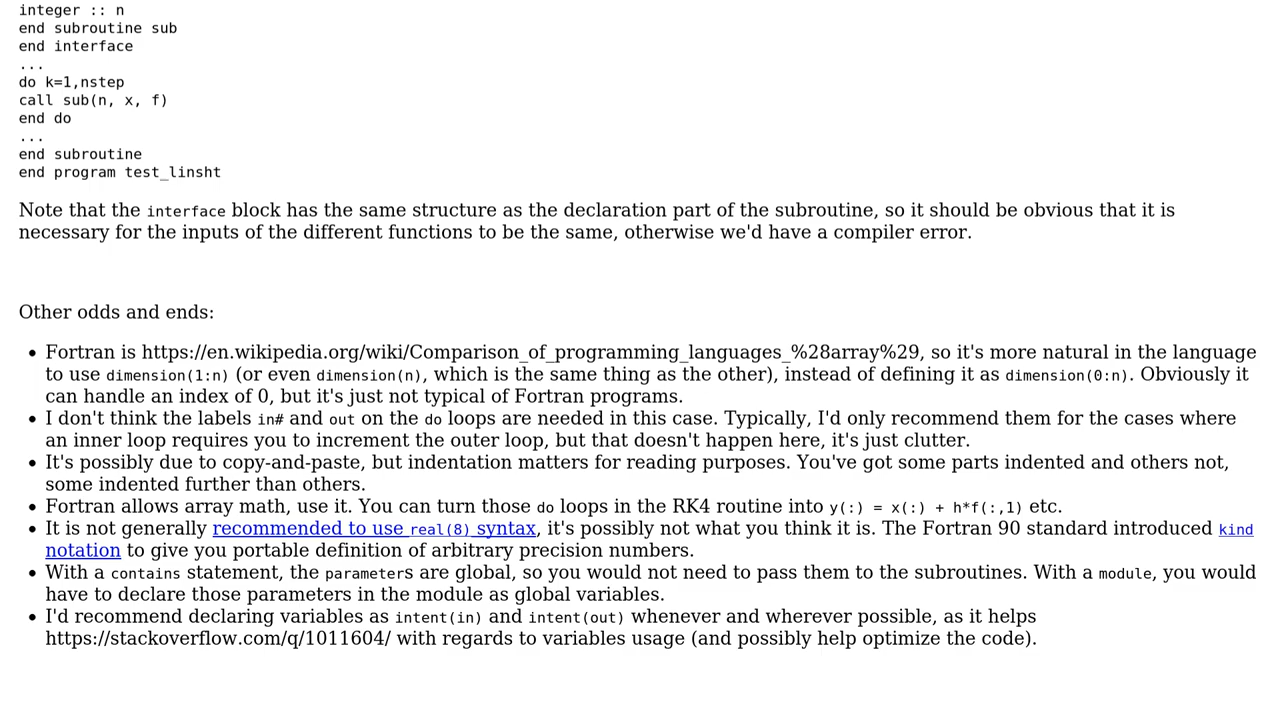 integer :: n
end subroutine sub
end interface
...
do k=1,nstep
call sub(n, x, f)
end do
...
end subroutine
end program test_linsht
Note that the interface block has the same structure as the declaration part of the subroutine, so it should be obvious that it is
necessary for the inputs of the different functions to be the same, otherwise we'd have a compiler error.
Other odds and ends:
• Fortran is https://en.wikipedia.org/wiki/Comparison_of_programming_languages_%28array%29, so it's more natural in the language
to use dimension(1:n) (or even dimension(n), which is the same thing as the other), instead of defining it as dimension(0:n). Obviously it
can handle an index of 0, but it's just not typical of Fortran programs.
• I don't think the labels in# and out on the do loops are needed in this case. Typically, I'd only recommend them for the cases where
an inner loop requires you to increment the outer loop, but that doesn't happen here, it's just clutter.
• It's possibly due to copy-and-paste, but indentation matters for reading purposes. You've got some parts indented and others not,
some indented further than others.
• Fortran allows array math, use it. You can turn those do loops in the RK4 routine into y(:) = x(:) + h*f(:,1) etc.
• It is not generally recommended to use real(8) syntax, it's possibly not what you think it is. The Fortran 90 standard introduced kind
notation to give you portable definition of arbitrary precision numbers.
• With a contains statement, the parameters are global, so you would not need to pass them to the subroutines. With a module, you would
have to declare those parameters in the module as global variables.
• I'd recommend declaring variables as intent(in) and intent(out) whenever and wherever possible, as it helps
https://stackoverflow.com/q/1011604/ with regards to variables usage (and possibly help optimize the code).